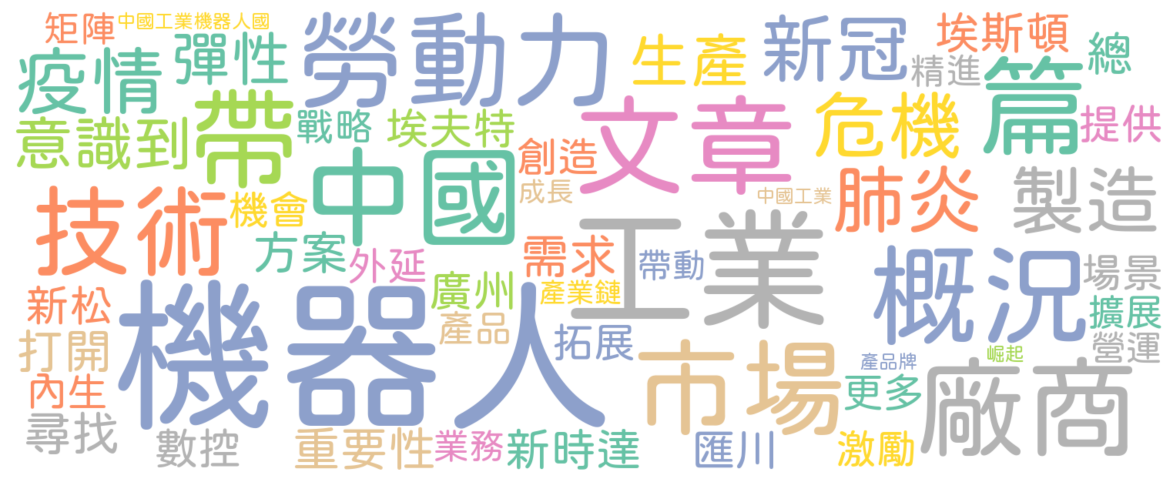 矩陣 中國工業機器人國 勞動力 生產 新冠 埃斯頓 總
疫情 彈性 精進
意識到 帶 戰略 埃夫特 文章 危機 篇 提供
技術 機會 中國 創造 成長 中國工業 肺炎 製造
方案 外延 需求 帶動 工業 概況 場景
新松 機器人 廣州 產業鏈 擴展
打開 產品 拓展 市場 產品牌 崛起 營運
內生 更多 廠商
尋找 數控 重要性 業務 新時達 匯川 激勵